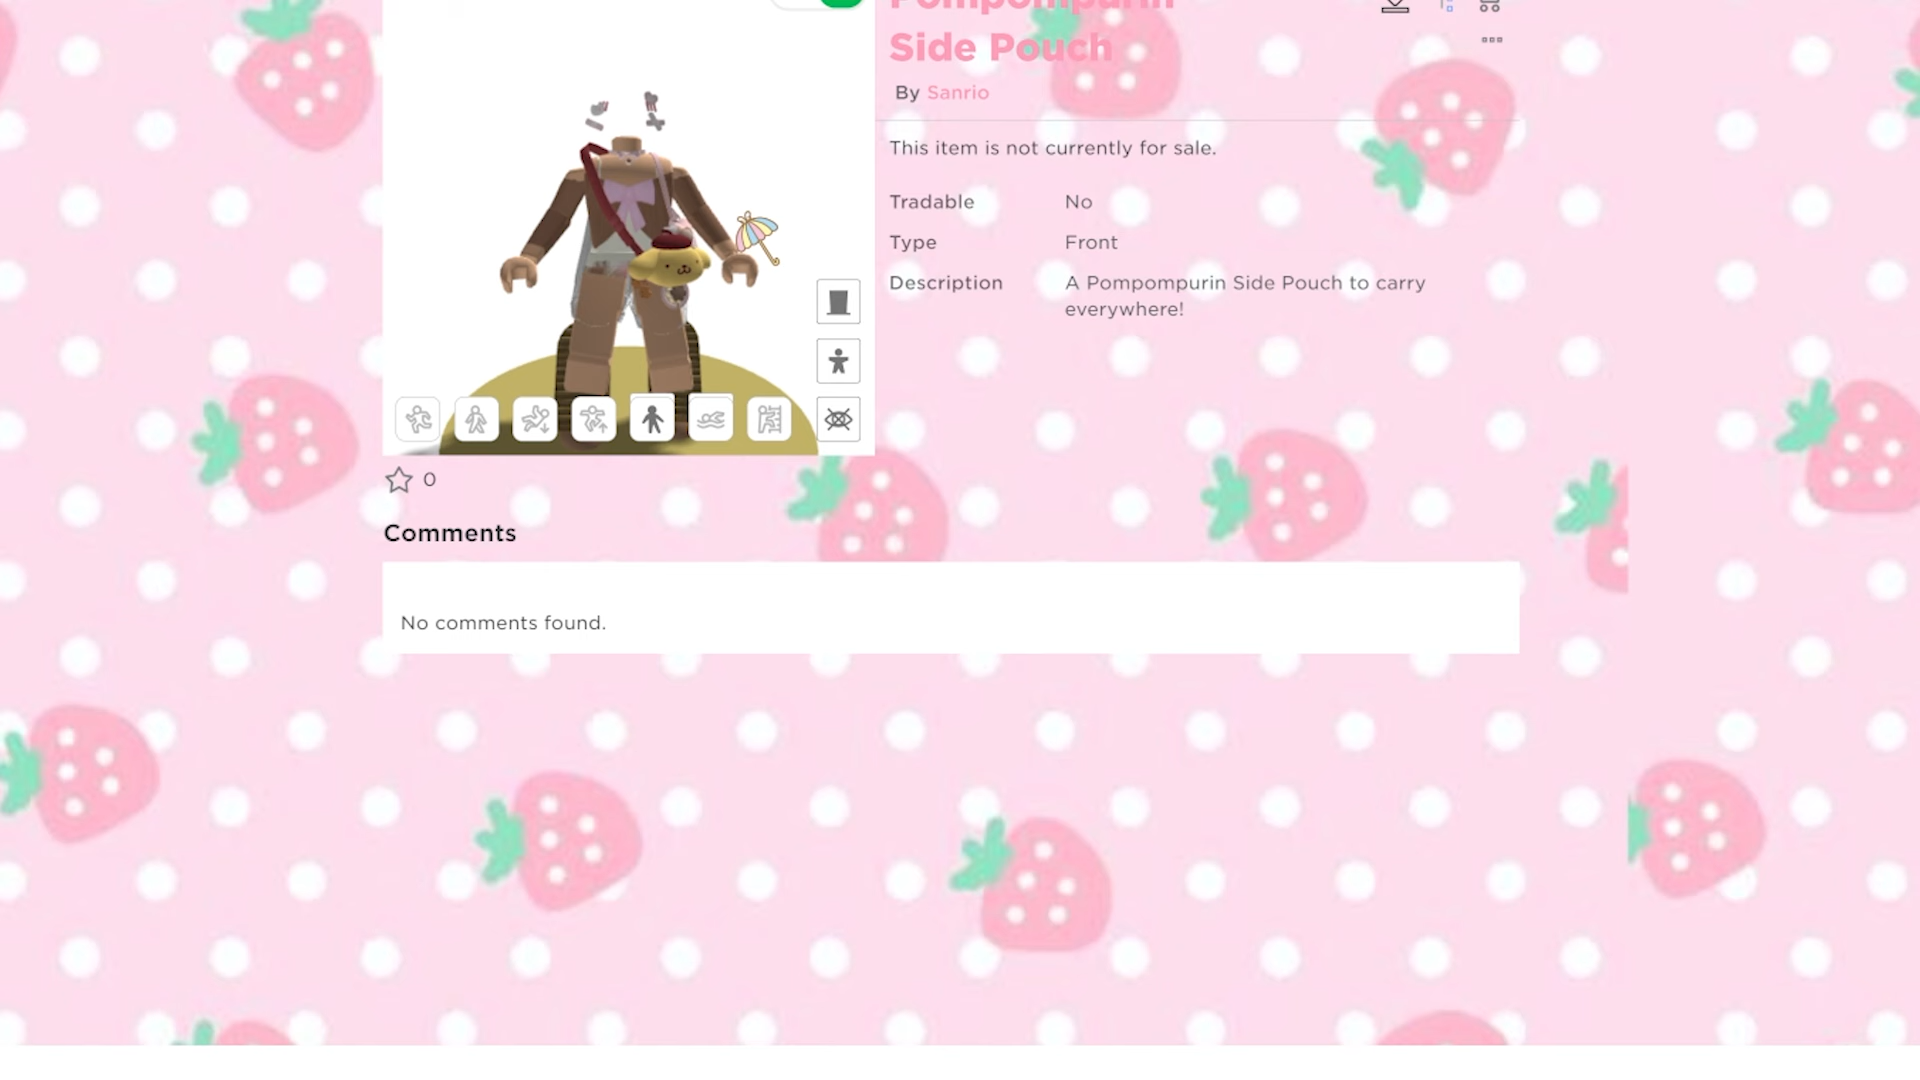 Pompompurin
Side Pouch
By Sanrio
This item is not currently for sale.
Tradable No
Type Front
Description A Pompompurin Side Pouch to carry
everywhere!
0
Comments
No comments found.